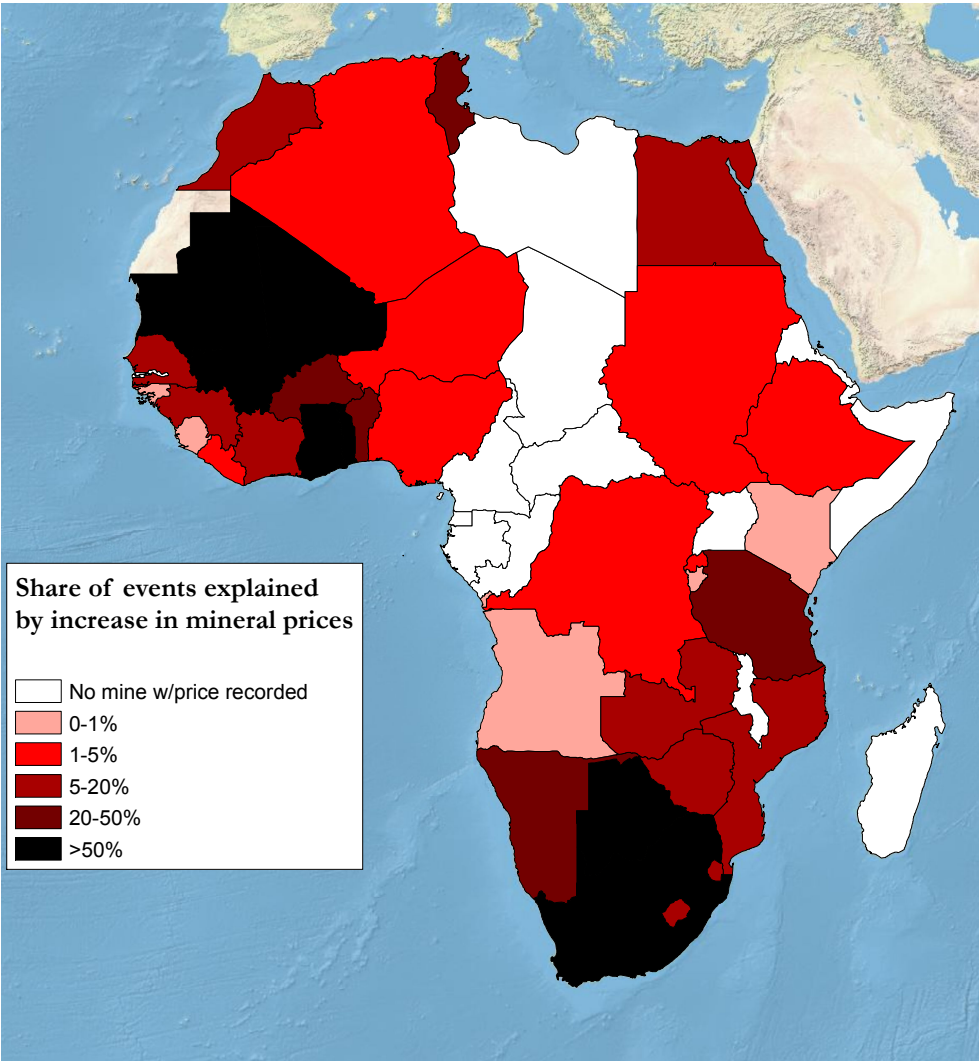 Share of events explained
by increase in mineral prices
No mine w/price recorded
0-1%
1-5%
5-20%
20-50%
>50%